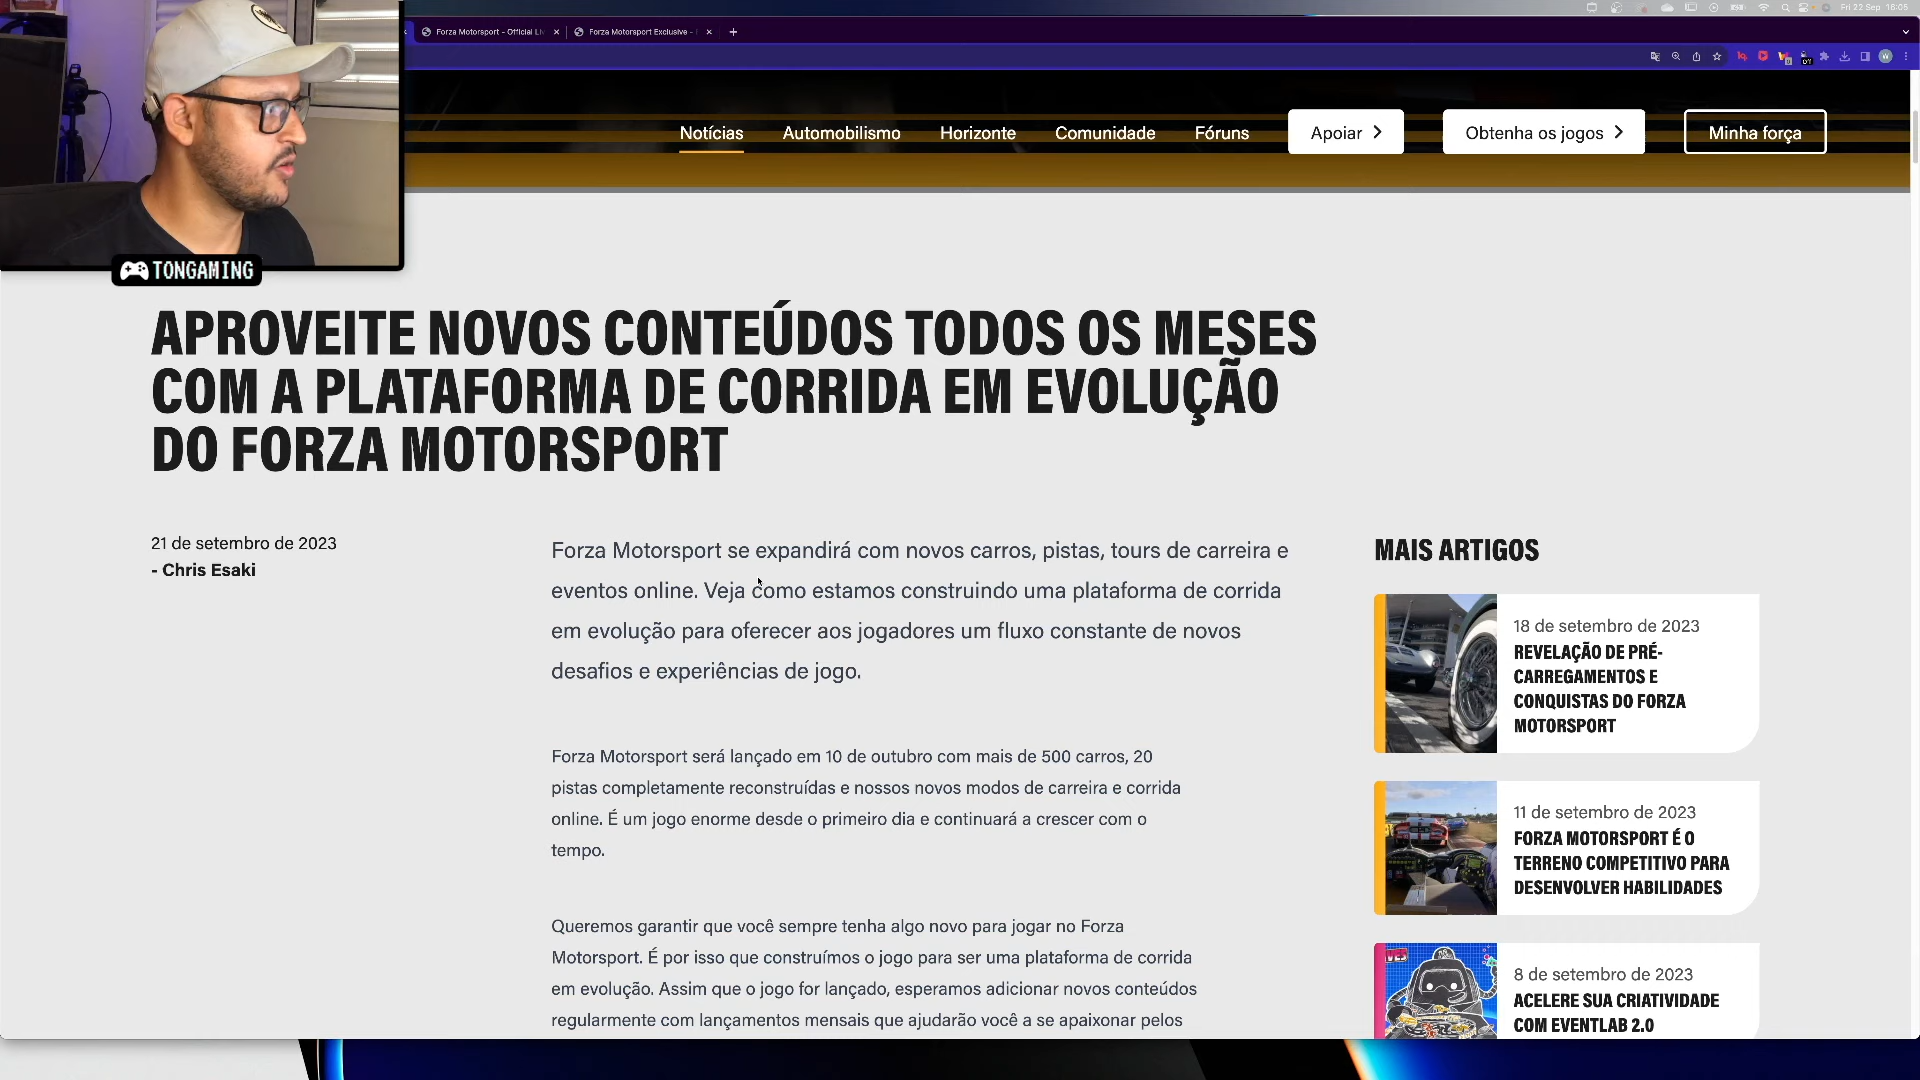 Fri 22 Sep 18:05
Forza Motorsport - Official Li
Forza Motorsport Exclusive -
Notícias
Automobilismo
Horizonte
Comunidade
Fóruns
Apoiar
Obtenha os jogos
Minha força
TONGAMING
APROVEITE NOVOS CONTEÚDOS TODOS OS MESES
COM A PLATAFORMA DE CORRIDA EM EVOLUÇÃO
DO FORZA MOTORSPORT
21 de setembro de 2023
- Chris Esaki
Forza Motorsport se expandirá com novos carros, pistas, tours de carreira e
eventos online. Veja como estamos construindo uma plataforma de corrida
em evolução para oferecer aos jogadores um fluxo constante de novos
desafios e experiências de jogo.
Forza Motorsport será lançado em 10 de outubro com mais de 500 carros, 20
pistas completamente reconstruídas e nossos novos modos de carreira e corrida
online. É um jogo enorme desde o primeiro dia e continuará a crescer com o
tempo.
Queremos garantir que você sempre tenha algo novo para jogar no Forza
Motorsport. É por isso que construímos o jogo para ser uma plataforma de corrida
em evolução. Assim que o jogo for lançado, esperamos adicionar novos conteúdos
regularmente com lançamentos mensais que ajudarão você a se apaixonar pelos
MAIS ARTIGOS
18 de setembro de 2023
REVELAÇÃO DE PRÉ-
CARREGAMENTOS E
CONQUISTAS DO FORZA
MOTORSPORT
11 de setembro de 2023
FORZA MOTORSPORT É O
TERRENO COMPETITIVO PARA
DESENVOLVER HABILIDADES
8 de setembro de 2023
ACELERE SUA CRIATIVIDADE
COM EVENTLAB 2.0